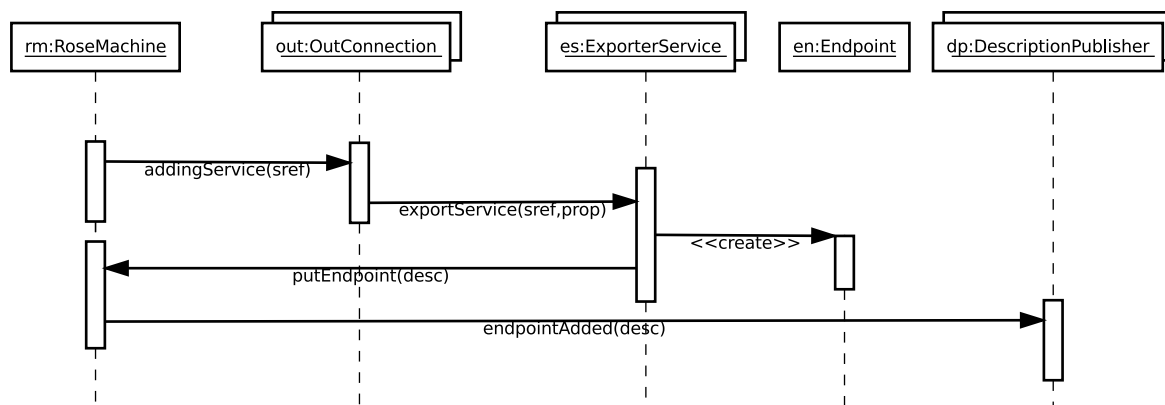 rm:RoseMachine
out:OutConnection
es:ExporterService
en:Endpoint
dp:DescriptionPublisher
addingService(sref)
exportService(sref,prop)
<<create>>
putEndpoint(desc)
endpointAdded(desc)